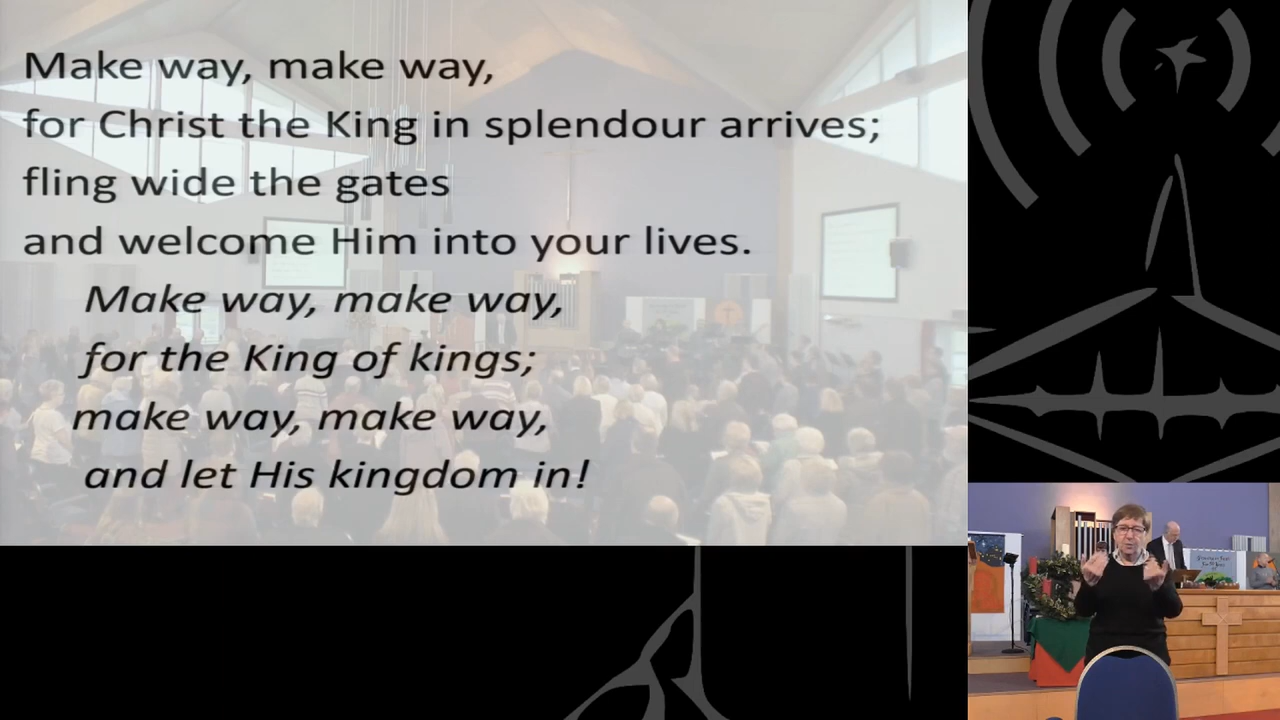 Make way, make way,
for Christ the King in splendour arrives;
fling wide the gates
and welcome Him into your lives.
Make way, make way,
for the King of kings;
make way, make way,
and let His kingdom in!